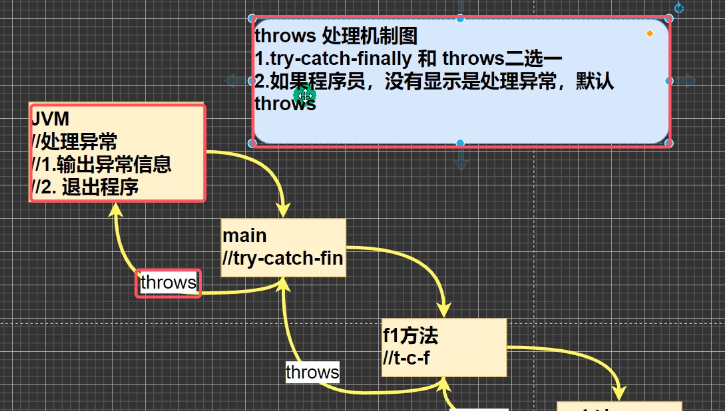 throws 处理机制图
1.try-catch-finally 和 throws二选一
2.如果程序员，没有显示是处理异常，默认
throws
JVM
//处理异常
//1.输出异常信息
//2. 退出程序
main
//try-catch-fin
throws
f1方法
//t-c-f
throws